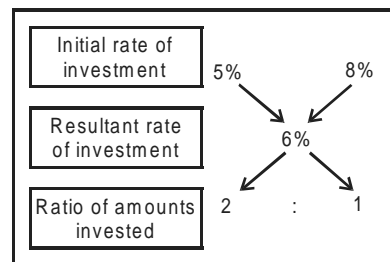 Initial rate of
investment
5% 8%
Resultant rate
of investment
6%
Ratio of amounts
invested
2 : 1